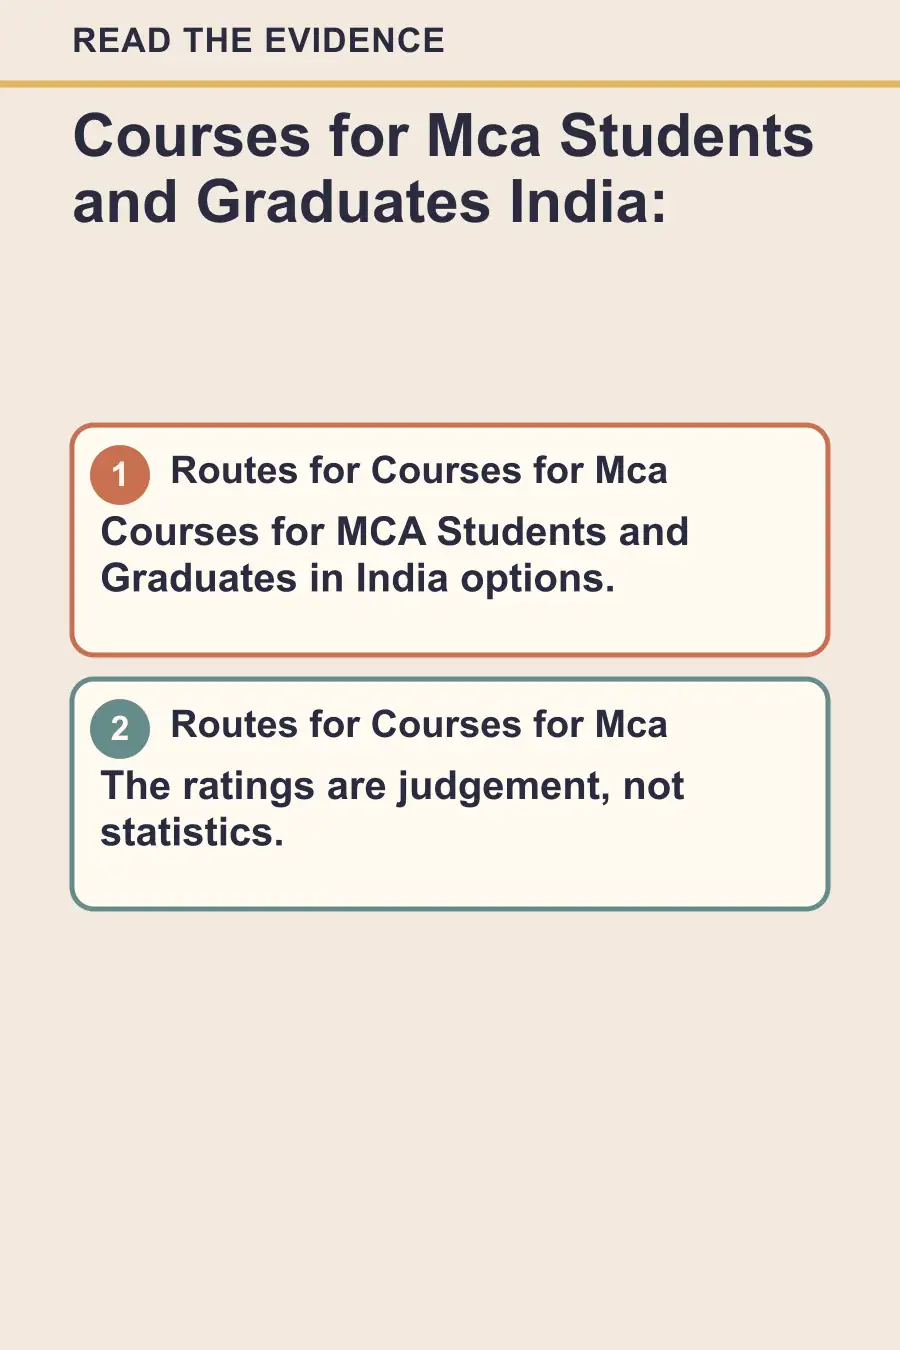 READ THE EVIDENCE
Courses for Mca Students
and Graduates India:
1 Routes for Courses for Mca
Courses for MCA Students and
Graduates in India options.
2 Routes for Courses for Mca
The ratings are judgement, not
statistics.